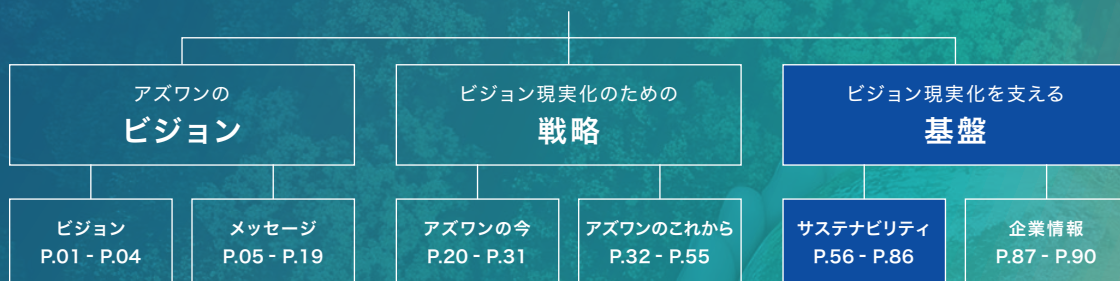 アズワンの
ビジョン
ビジョン現実化のための
戦略
ビジョン現実化を支える
基盤
ビジョン
P.01 - P.04
メッセージ
P.05 - P.19
アズワンの今
P.20 - P.31
アズワンのこれから
P.32 - P.55
サステナビリティ
P.56 - P.86
企業情報
P.87 - P.90